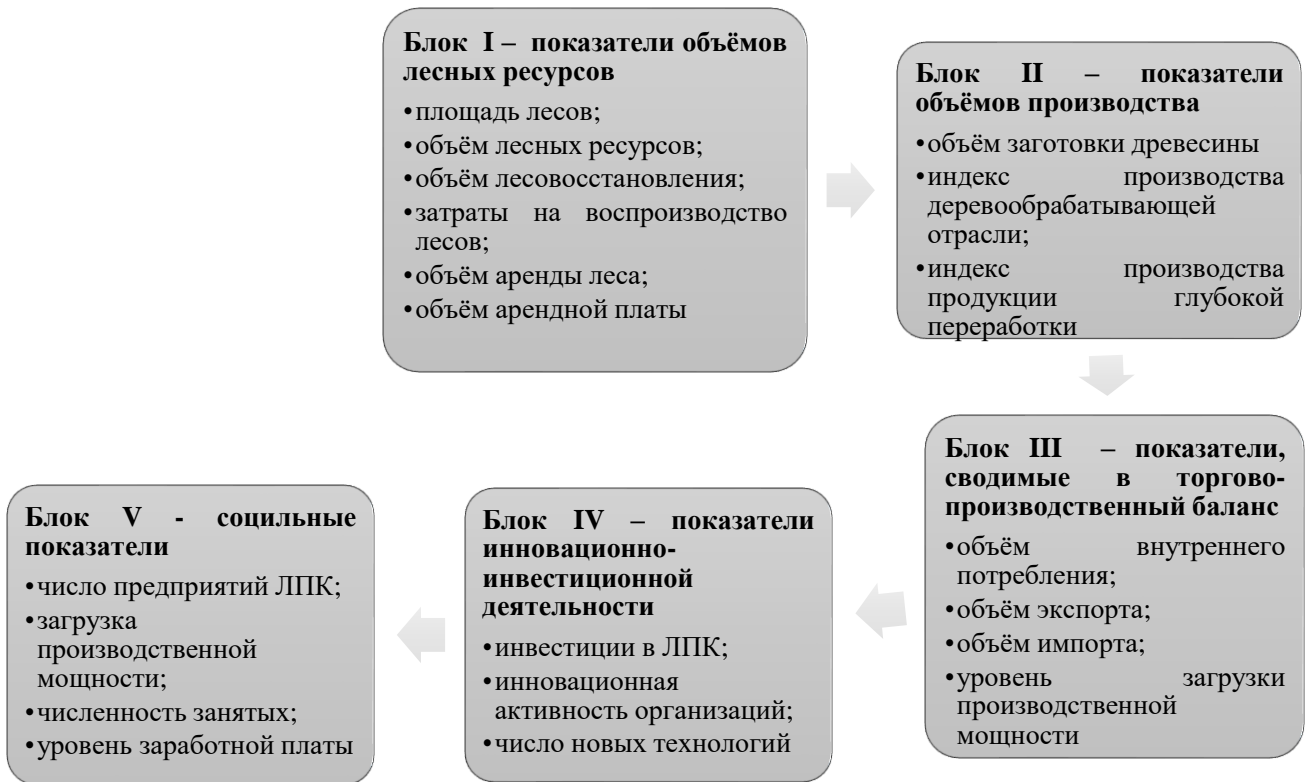 Блок I – показатели объёмов
лесных ресурсов
•площадь лесов;
•объём лесных ресурсов;
•объём лесовосстановления;
•затраты на воспроизводство
лесов;
•объём аренды леса;
•объём арендной платы
Блок II – показатели
объёмов производства
•объём заготовки древесины
•индекс производства
деревообрабатывающей
отрасли;
•индекс производства
продукции глубокой
переработки
Блок III – показатели,
сводимые в торгово-
производственный баланс
•объём внутреннего
потребления;
•объём экспорта;
•объём импорта;
•уровень загрузки
производственной
мощности
Блок IV – показатели
инновационно-
инвестиционной
деятельности
•инвестиции в ЛПК;
•инновационная
активность организаций;
•число новых технологий
Блок V - социльные
показатели
•число предприятий ЛПК;
•загрузка
производственной
мощности;
•численность занятых;
•уровень заработной платы